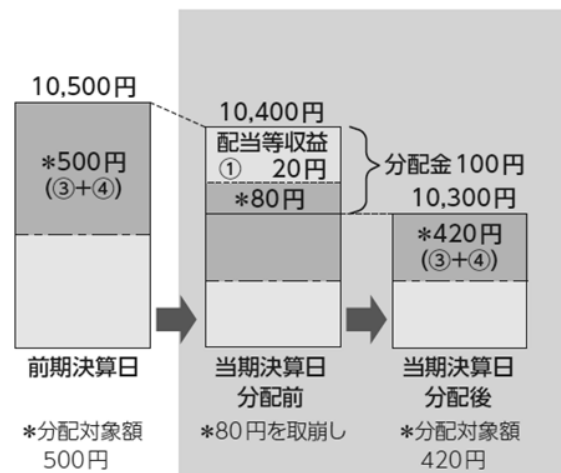 10,500円
*500円
(③+④)
前期決算日
*分配対象額
500円
10,400円
配当等収益
① 20円
*80円
分配金100円
当期決算日
分配前
*80円を取崩し
10,300円
*420円
(③+④)
当期決算日
分配後
*分配対象額
420円